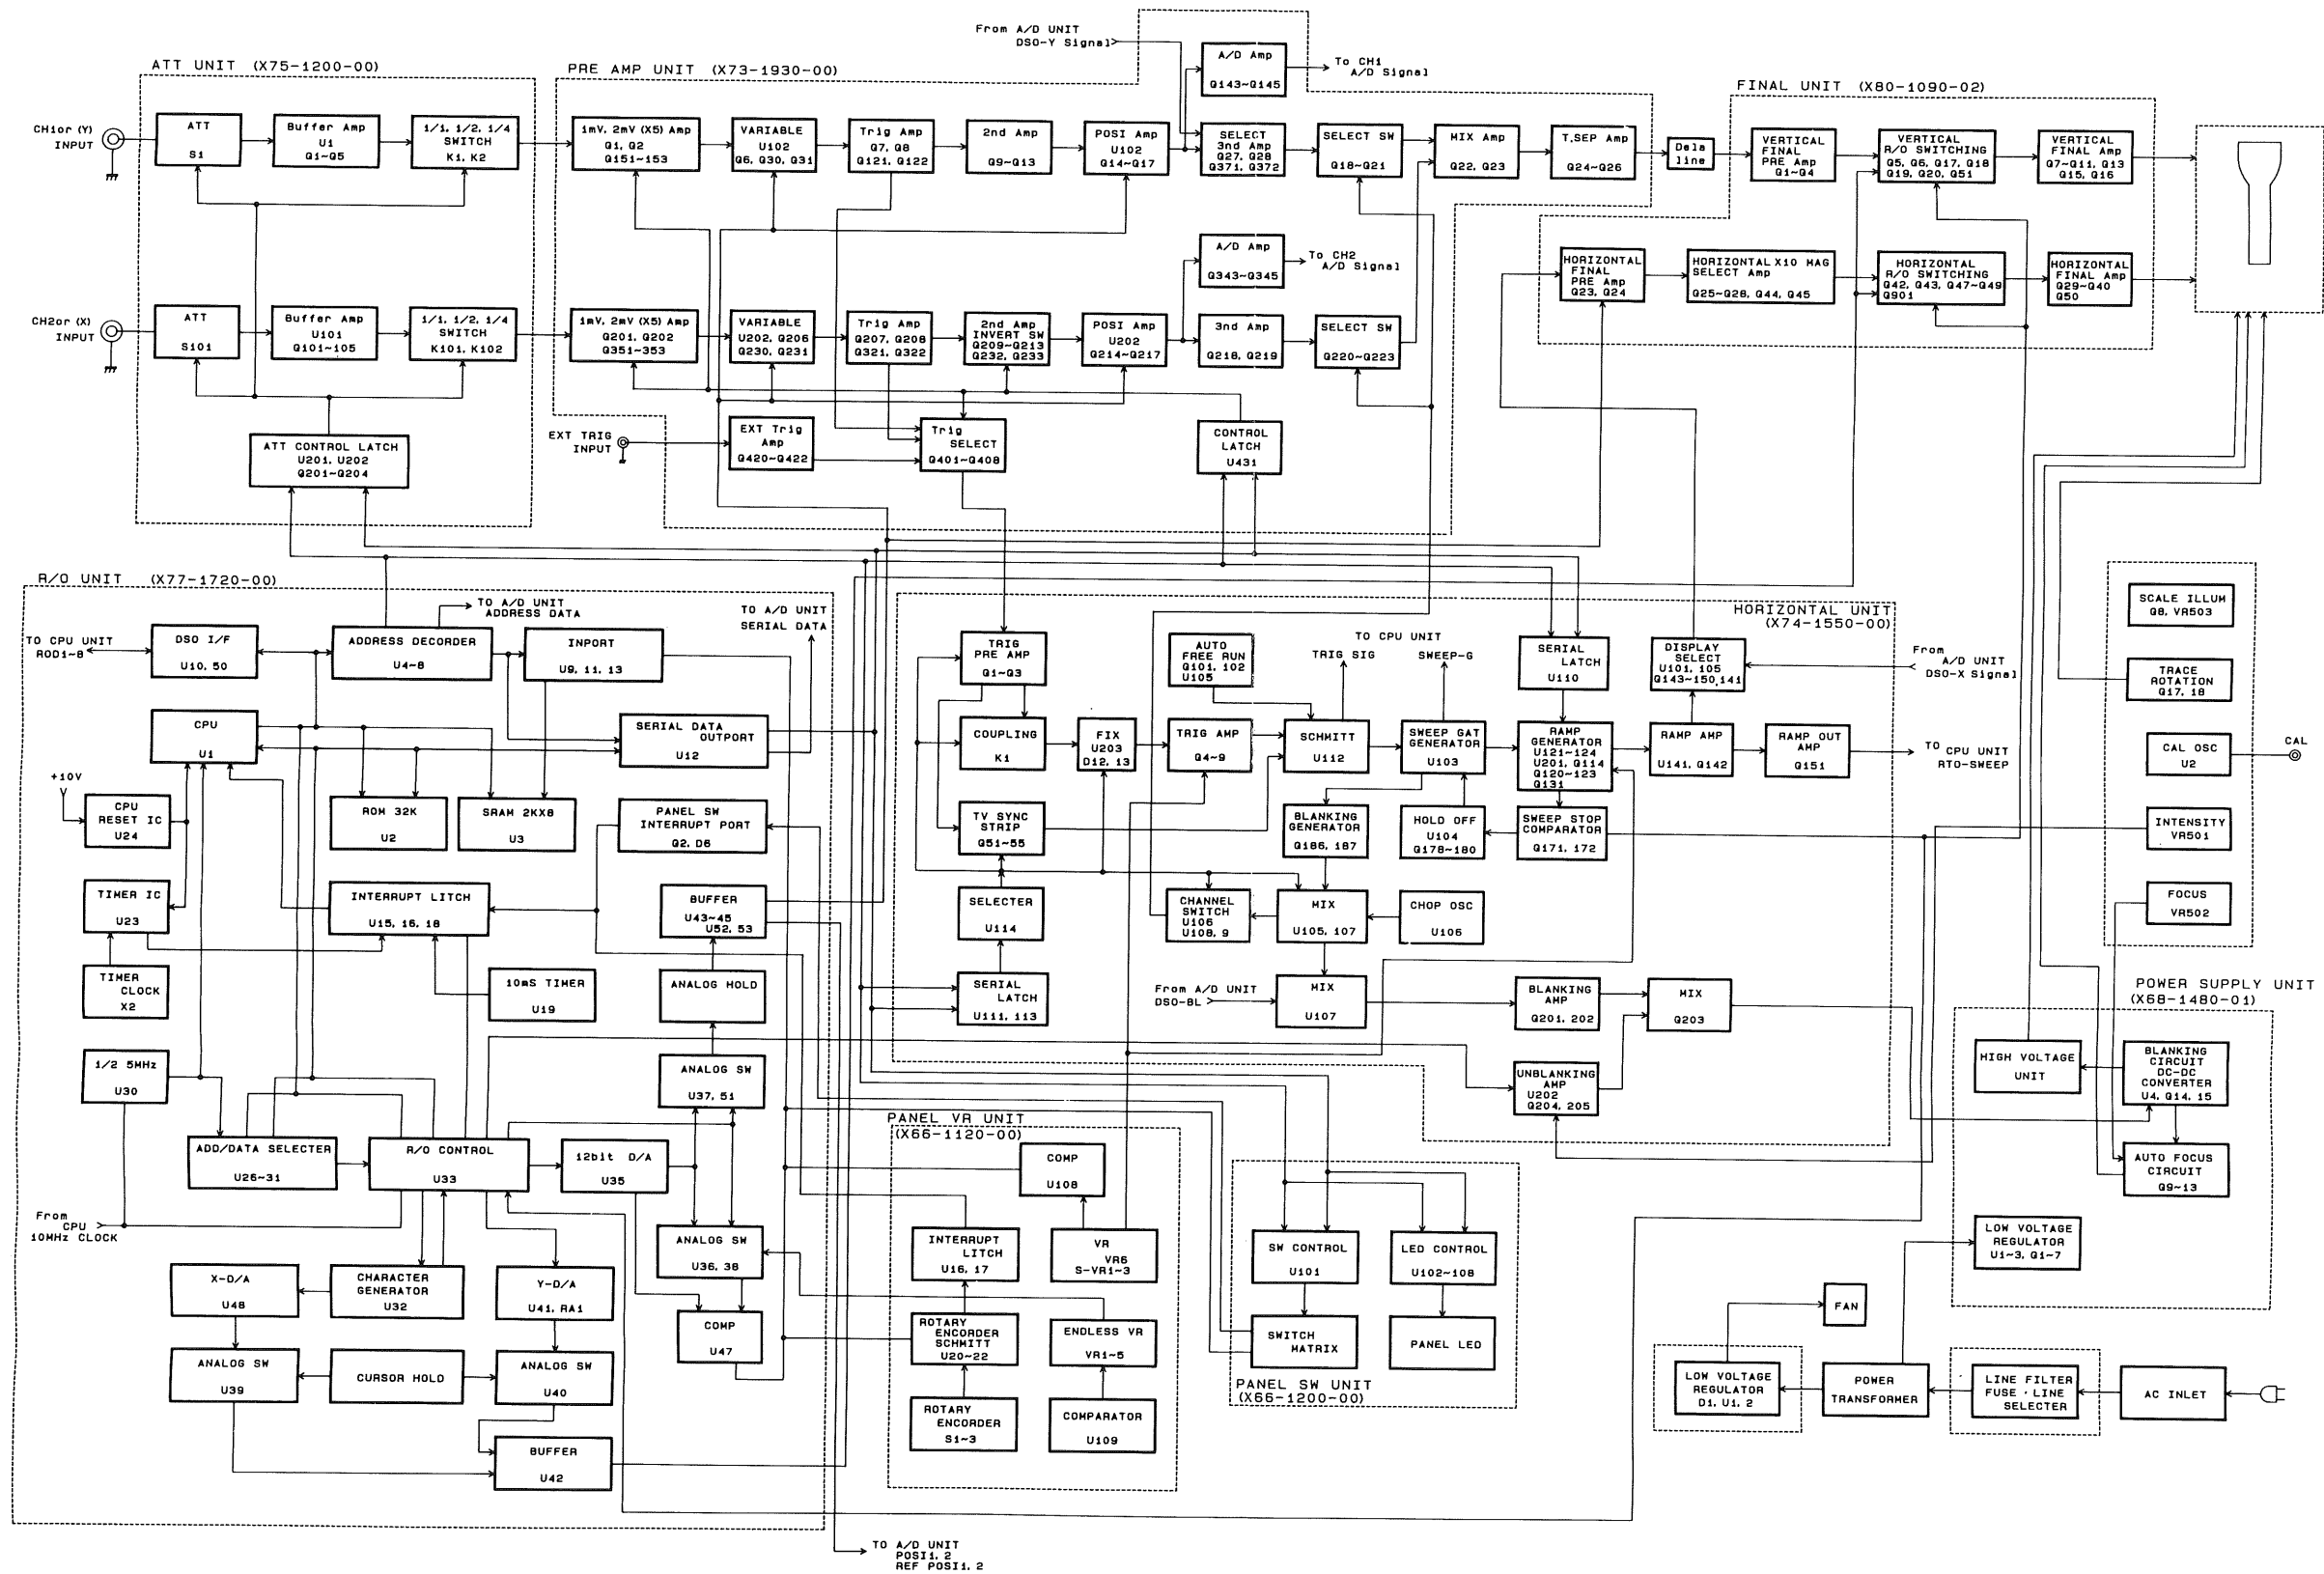 From A/D UNIT
DSO-Y Signal
ATT UNIT (X75-1200-00)
PRE AMP UNIT (X73-1930-00)
A/D Amp
Q143~Q145
To CH1
A/D Signal
FINAL UNIT (X80-1090-02)
CH1or (Y)
INPUT
ATT
S1
Buffer Amp
U1
Q1~Q5
1/1, 1/2, 1/4
SWITCH
K1, K2
1mV, 2mV (X5) Amp
Q1, Q2
Q151~153
VARIABLE
U102
Q6, Q30, Q31
Trig Amp
Q7, Q8
Q121, Q122
2nd Amp
Q9~Q13
POSI Amp
U102
Q14~Q17
SELECT
3nd Amp
Q27, Q28
Q371, Q372
SELECT SW
Q18~Q21
MIX Amp
Q22, Q23
T.SEP Amp
Q24~Q26
Dela
line
VERTICAL
FINAL
PRE Amp
Q1~Q4
VERTICAL
R/O SWITCHING
Q5, Q6, Q17, Q18
Q19, Q20, Q51
VERTICAL
FINAL Amp
Q7~Q11, Q13
Q15, Q16
A/D Amp
Q343~Q345
To CH2
A/D Signal
HORIZONTAL
FINAL
PRE Amp
Q23, Q24
HORIZONTAL X10 MAG
SELECT Amp
Q25~Q28, Q44, Q45
HORIZONTAL
R/O SWITCHING
Q42, Q43, Q47~Q49
Q901
HORIZONTAL
FINAL Amp
Q29~Q40
Q50
CH2or (X)
INPUT
ATT
S101
Buffer Amp
U101
Q101~105
1/1, 1/2, 1/4
SWITCH
K101, K102
1mV, 2mV (X5) Amp
Q201, Q202
Q351~353
VARIABLE
U202, Q206
Q230, Q231
Trig Amp
Q207, Q208
Q321, Q322
2nd Amp
INVERT SW
Q209~Q213
Q232, Q233
POSI Amp
U202
Q214~Q217
3nd Amp
Q218, Q219
SELECT SW
Q220~Q223
ATT CONTROL LATCH
U201, U202
Q201~Q204
EXT TRIG
INPUT
EXT Trig
Amp
Q420~Q422
Trig
SELECT
Q401~Q408
CONTROL
LATCH
U431
R/O UNIT (X77-1720-00)
TO A/D UNIT
ADDRESS DATA
TO A/D UNIT
SERIAL DATA
TO CPU UNIT
ROD1~8
DSO I/F
U10, 50
ADDRESS DECORDER
U4~8
INPORT
U9, 11, 13
CPU
U1
SERIAL DATA
OUTPORT
U12
+10V
CPU
RESET IC
U24
ROM 32K
U2
SRAM 2KX8
U3
PANEL SW
INTERRUPT PORT
Q2, D6
TIMER IC
U23
INTERRUPT LITCH
U15, 16, 18
BUFFER
U43~45
U52, 53
TIMER
CLOCK
X2
10mS TIMER
U19
ANALOG HOLD
1/2 5MHz
U30
ANALOG SW
U37, 51
ADD/DATA SELECTER
U26~31
R/O CONTROL
U33
12bit D/A
U35
From
CPU
10MHz CLOCK
ANALOG SW
U36, 38
X-D/A
U48
CHARACTER
GENERATOR
U32
Y-D/A
U41, RA1
COMP
U47
ANALOG SW
U39
CURSOR HOLD
ANALOG SW
U40
BUFFER
U42
TO A/D UNIT
POSI1, 2
REF POSI1, 2
HORIZONTAL UNIT
(X74-1550-00)
TRIG
PRE AMP
Q1~Q3
AUTO
FREE RUN
Q101, 102
U105
TO CPU UNIT
TRIG SIG
SWEEP-G
SERIAL
LATCH
U110
DISPLAY
SELECT
U101, 105
Q143~150, 141
From
A/D UNIT
DSO-X Signal
COUPLING
K1
FIX
U203
D12, 13
TRIG AMP
Q4~9
SCHMITT
U112
SWEEP GAT
GENERATOR
U103
RAMP
GENERATOR
U121~124
U201, Q114
Q120~123
Q131
RAMP AMP
U141, Q142
RAMP OUT
AMP
Q151
TO
CPU UNIT
RTO-SWEEP
TV SYNC
STRIP
Q51~55
BLANKING
GENERATOR
Q186, 187
HOLD OFF
U104
Q178~180
SWEEP STOP
COMPARATOR
Q171, 172
SELECTER
U114
CHANNEL
SWITCH
U106
U108, 9
MIX
U105, 107
CHOP OSC
U106
SERIAL
LATCH
U111, 113
From A/D UNIT
DSO-BL
MIX
U107
BLANKING
AMP
Q201, 202
MIX
Q203
UNBLANKING
AMP
U202
Q204, 205
SCALE ILLUM
Q8, VR503
TRACE
ROTATION
Q17, 18
CAL OSC
U2
CAL
INTENSITY
VR501
FOCUS
VR502
POWER SUPPLY UNIT
(X68-1480-01)
HIGH VOLTAGE
UNIT
BLANKING
CIRCUIT
DC-DC
CONVERTER
U4, Q14, 15
AUTO FOCUS
CIRCUIT
Q9~13
LOW VOLTAGE
REGULATOR
U1~3, Q1~7
FAN
LOW VOLTAGE
REGULATOR
D1, U1, 2
POWER
TRANSFORMER
LINE FILTER
FUSE · LINE
SELECTER
AC INLET
PANEL VR UNIT
(X66-1120-00)
COMP
U108
INTERRUPT
LITCH
U16, 17
VR
VR6
S-VR1~3
ROTARY
ENCORDER
SCHMITT
U20~22
ENDLESS VR
VR1~5
ROTARY
ENCORDER
S1~3
COMPARATOR
U109
SW CONTROL
U101
LED CONTROL
U102~108
SWITCH
MATRIX
PANEL LED
PANEL SW UNIT
(X66-1200-00)